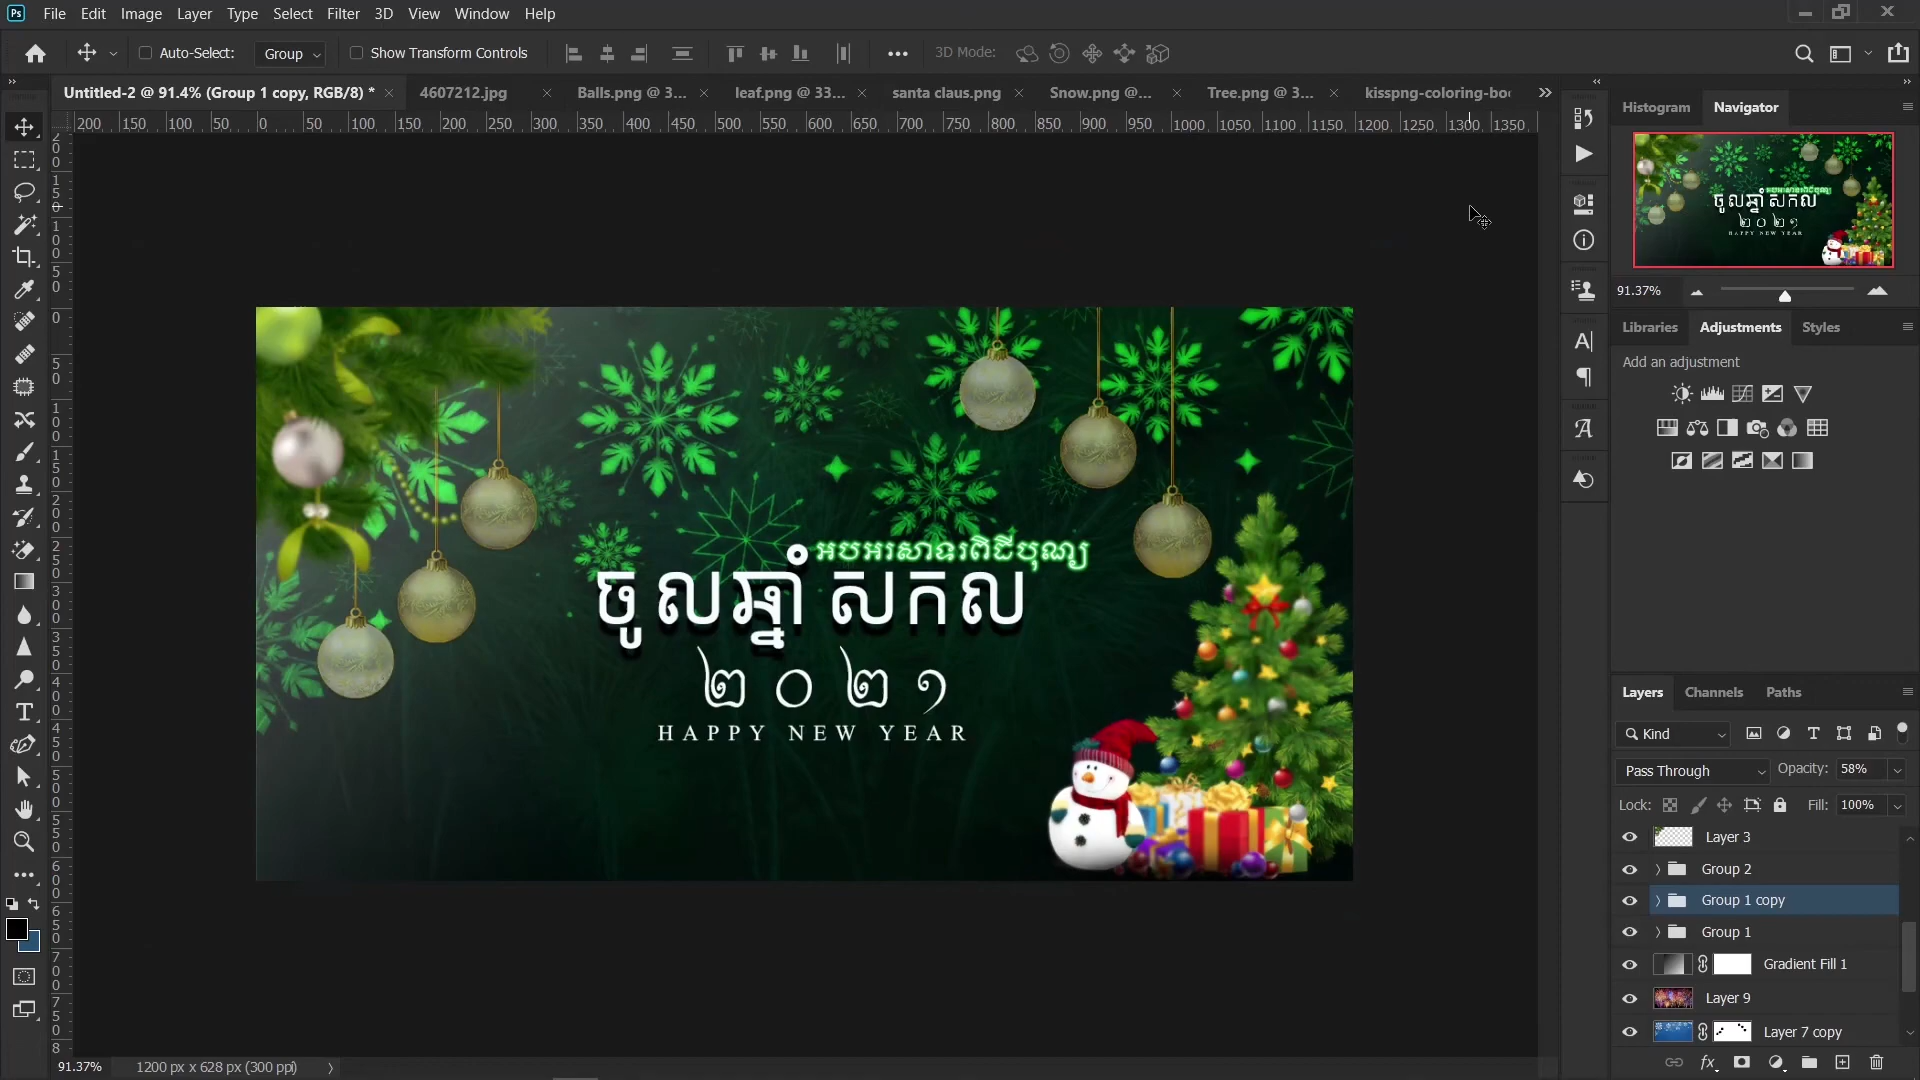 Ps File Edit Image Layer Type Select Filter 3D View Window Help
Auto-Select: Group Show Transform Controls 3D Mode:
Untitled-2 @ 91.4% (Group 1 copy, RGB/8) * 4607212.jpg Balls.png @ 3... leaf.png @ 33... santa claus.png Snow.png @... Tree.png @ 3... kisspng-coloring-bo
200 150 100 50 0 50 100 150 200 250 300 350 400 450 500 550 600 650 700 750 800 850 900 950 1000 1050 1100 1150 1200 1250 1300 1350
Histogram Navigator
91.37%
Libraries Adjustments Styles
Add an adjustment
អបអរសាទរពិធីបុណ្យ
ចូលឆ្នាំ សកល
២០២១
HAPPY NEW YEAR
Layers Channels Paths
Kind
Pass Through Opacity: 58%
Lock: Fill: 100%
Layer 3
Group 2
Group 1 copy
Group 1
Gradient Fill 1
Layer 9
Layer 7 copy
91.37% 1200 px x 628 px (300 ppi)